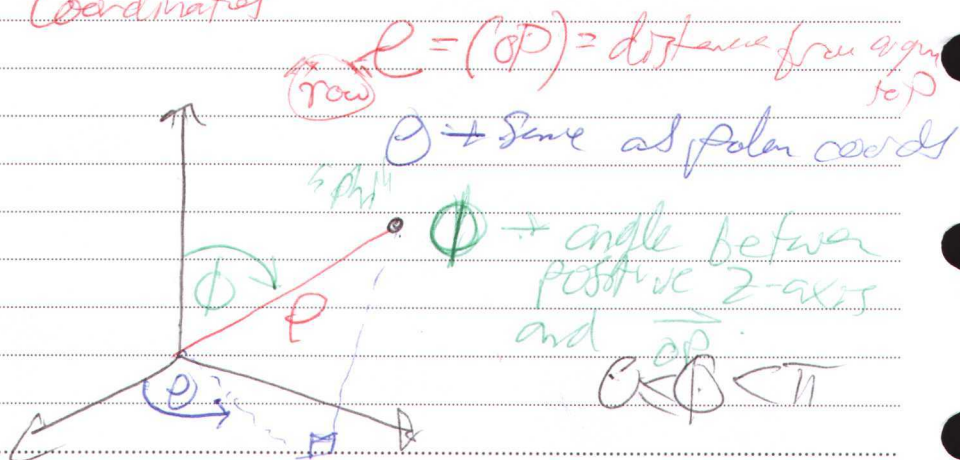 Coordinates
ρ = (OP) = distance from origin
to P
"row"
θ → Same as polar coords
"phi"
ϕ → angle between
positive z-axis
and OP
ϕ
ρ
θ
0<ϕ<π